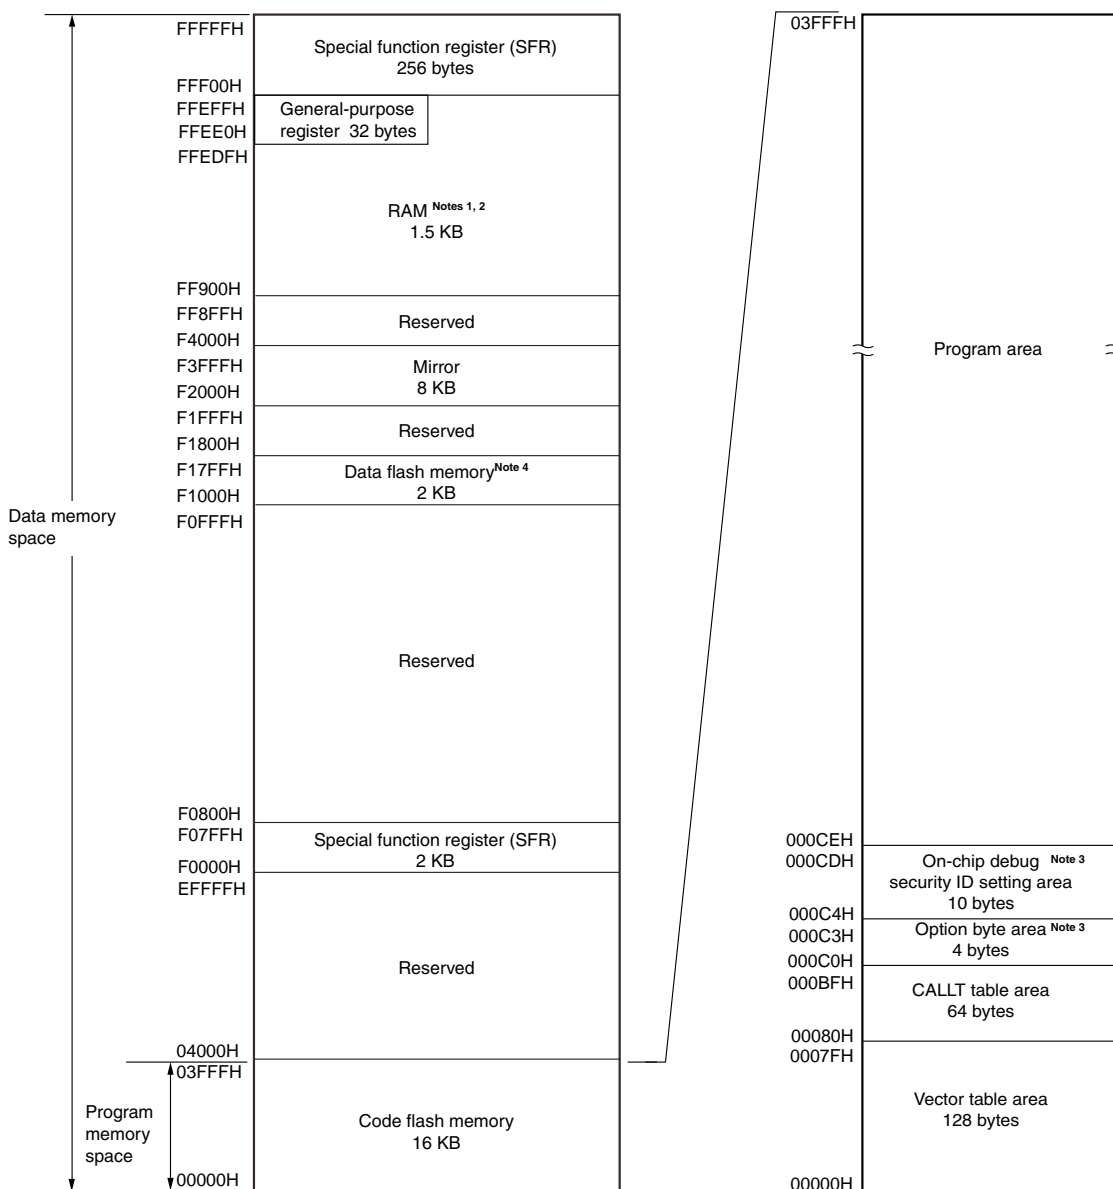 FFFFFH
Special function register (SFR)
256 bytes
FFF00H
FFEFFH
General-purpose
register 32 bytes
FFEE0H
FFEDFH
RAM Notes 1, 2
1.5 KB
FF900H
FF8FFH
Reserved
F4000H
F3FFFH
Mirror
8 KB
F2000H
F1FFFH
Reserved
F1800H
F17FFH
Data flash memory Note 4
2 KB
F1000H
F0FFFH
Data memory
space
Reserved
F0800H
F07FFH
Special function register (SFR)
2 KB
F0000H
EFFFFH
Reserved
04000H
03FFFH
Program
memory
space
Code flash memory
16 KB
00000H
03FFFH
Program area
000CEH
000CDH
On-chip debug Note 3
security ID setting area
10 bytes
000C4H
000C3H
Option byte area Note 3
4 bytes
000C0H
000BFH
CALLT table area
64 bytes
00080H
0007FH
Vector table area
128 bytes
00000H